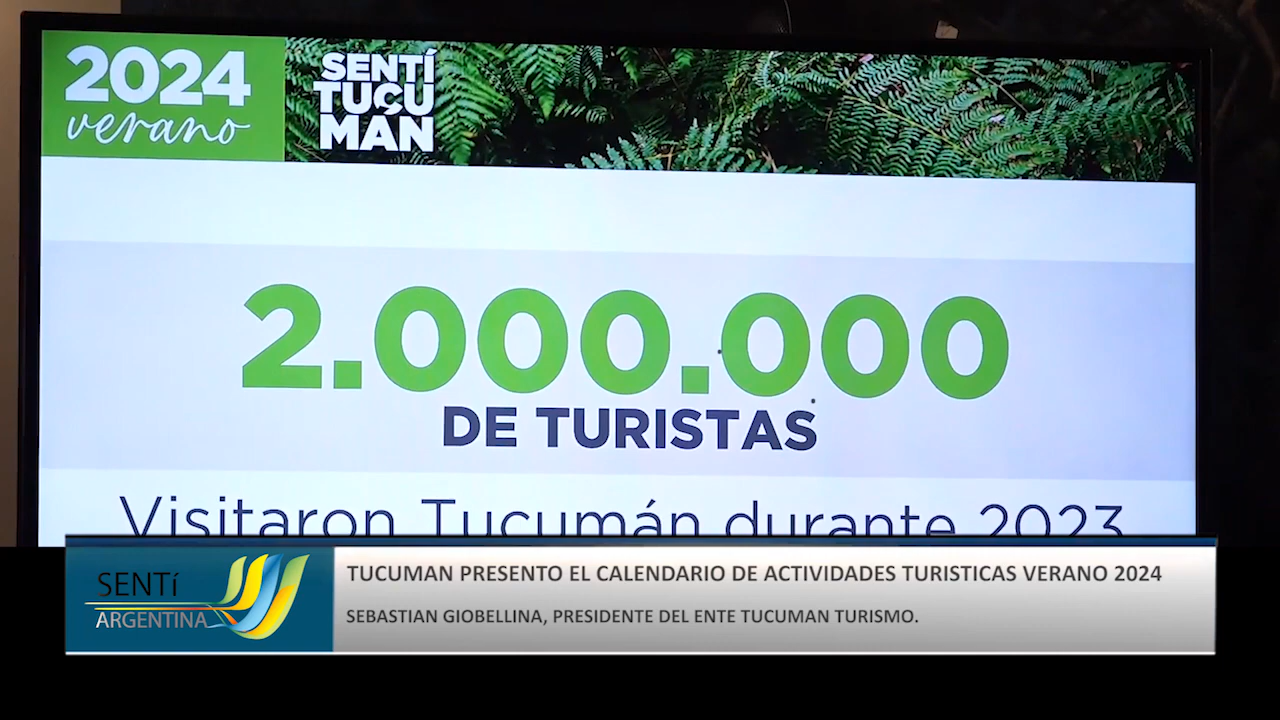 2024
verano
SENTÍ
TUCU
MÁN
2.000.000
DE TURISTAS
Visitaron Tucumán durante 2023
SENTí
ARGENTINA
TUCUMAN PRESENTO EL CALENDARIO DE ACTIVIDADES TURISTICAS VERANO 2024
SEBASTIAN GIOBELLINA, PRESIDENTE DEL ENTE TUCUMAN TURISMO.